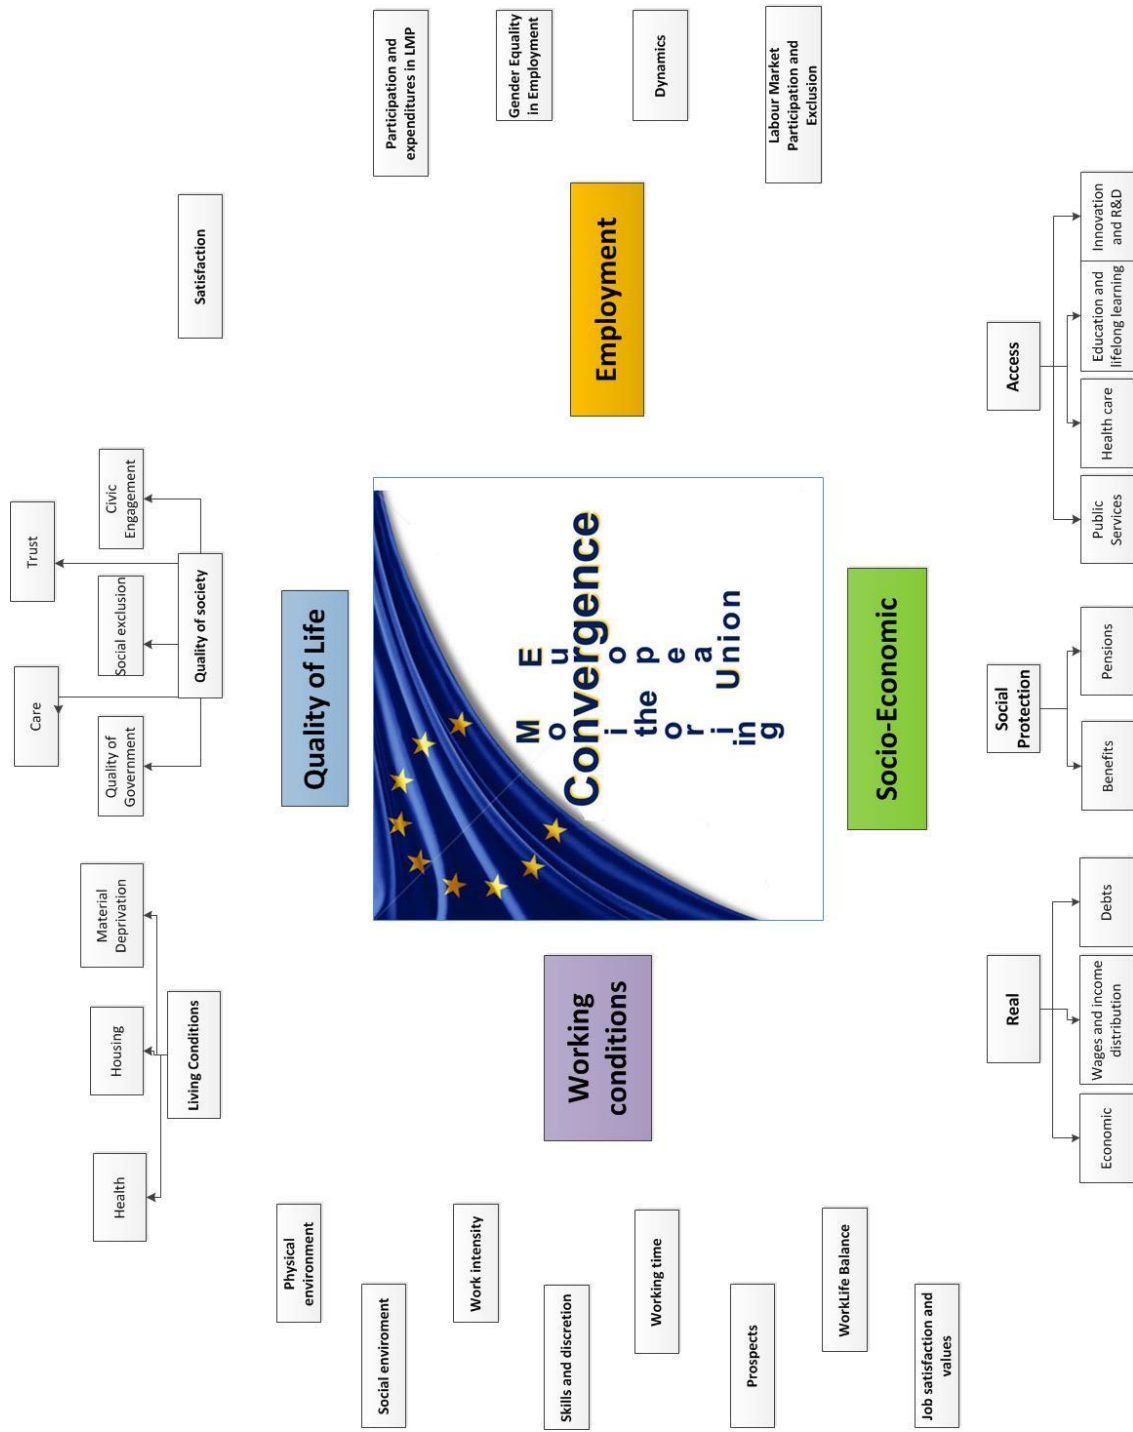 Care
Trust
Health
Housing
Material
Deprivation
Living Conditions
Quality of
Government
Social exclusion
Civic
Engagement
Quality of society
Satisfaction
Quality of Life
Physical
environment
Social enviroment
Work intensity
Skills and discretion
Working time
Prospects
WorkLife Balance
Job satisfaction and
values
Working
conditions
M E
o u
Convergence
i o
the p
o e
r a
i Union
in
g
Employment
Participation and
expenditures in LMP
Gender Equality
in Employment
Dynamics
Labour Market
Participation and
Exclusion
Socio-Economic
Real
Economic
Wages and income
distribution
Debts
Social
Protection
Benefits
Pensions
Access
Public
Services
Health care
Education and
lifelong learning
Innovation
and R&D